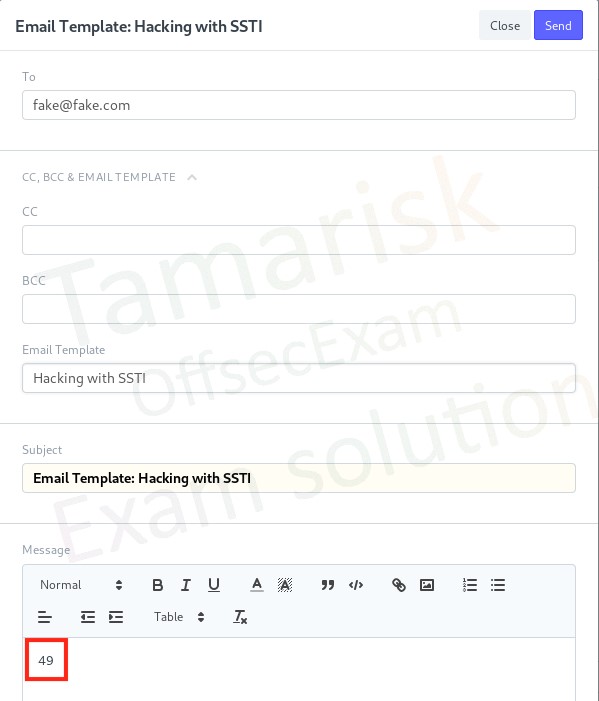 Email Template: Hacking with SSTI
Close
Send
To
fake@fake.com
CC, BCC & EMAIL TEMPLATE
CC
BCC
Email Template
Hacking with SSTI
Subject
Email Template: Hacking with SSTI
Message
Normal
B I U A A
Table
49
Tamarisk
OffsecExam
Exam solution